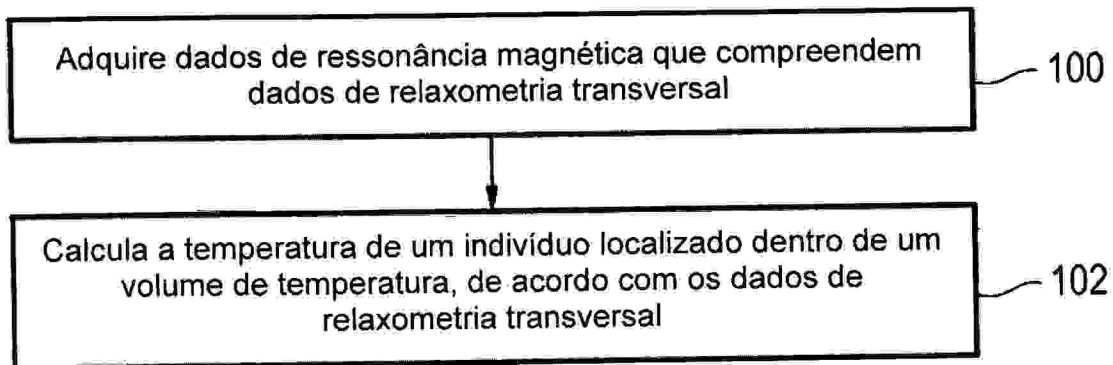 Adquire dados de ressonância magnética que compreendem
dados de relaxometria transversal
100
Calcula a temperatura de um indivíduo localizado dentro de um
volume de temperatura, de acordo com os dados de
relaxometria transversal
102